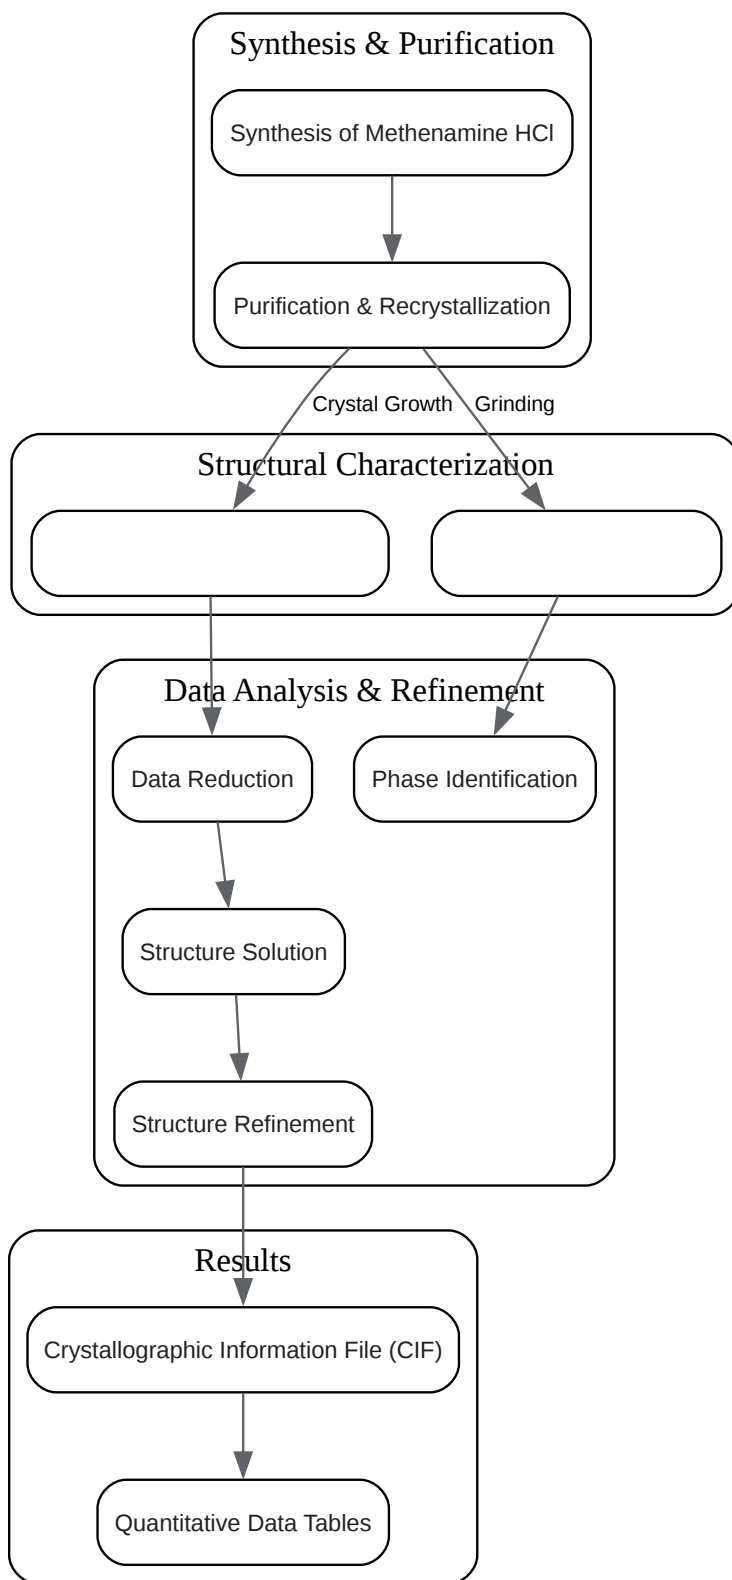 Synthesis & Purification
Synthesis of Methenamine HCl
Purification & Recrystallization
Crystal Growth
Grinding
Structural Characterization
Data Analysis & Refinement
Data Reduction
Phase Identification
Structure Solution
Structure Refinement
Results
Crystallographic Information File (CIF)
Quantitative Data Tables